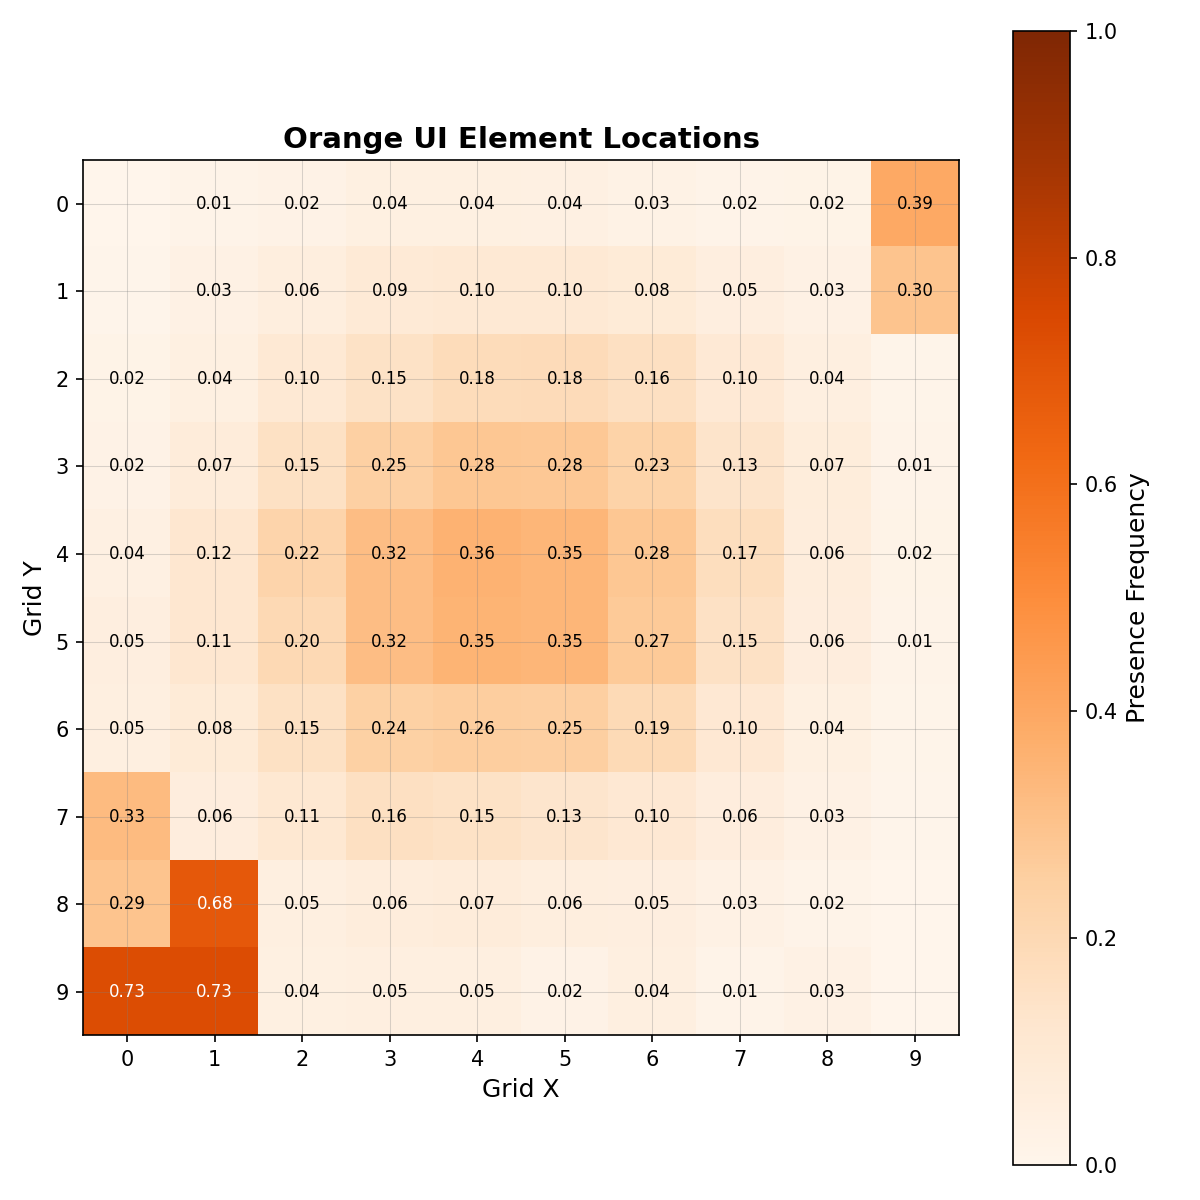 Orange UI Element Locations
0 0.01 0.02 0.04 0.04 0.04 0.03 0.02 0.02 0.39
1 0.03 0.06 0.09 0.10 0.10 0.08 0.05 0.03 0.30
2 0.02 0.04 0.10 0.15 0.18 0.18 0.16 0.10 0.04
3 0.02 0.07 0.15 0.25 0.28 0.28 0.23 0.13 0.07 0.01
4 0.04 0.12 0.22 0.32 0.36 0.35 0.28 0.17 0.06 0.02
5 0.05 0.11 0.20 0.32 0.35 0.35 0.27 0.15 0.06 0.01
6 0.05 0.08 0.15 0.24 0.26 0.25 0.19 0.10 0.04
7 0.33 0.06 0.11 0.16 0.15 0.13 0.10 0.06 0.03
8 0.29 0.68 0.05 0.06 0.07 0.06 0.05 0.03 0.02
9 0.73 0.73 0.04 0.05 0.05 0.02 0.04 0.01 0.03
0 1 2 3 4 5 6 7 8 9
Grid X
Grid Y
1.0
0.8
0.6
0.4
0.2
0.0
Presence Frequency